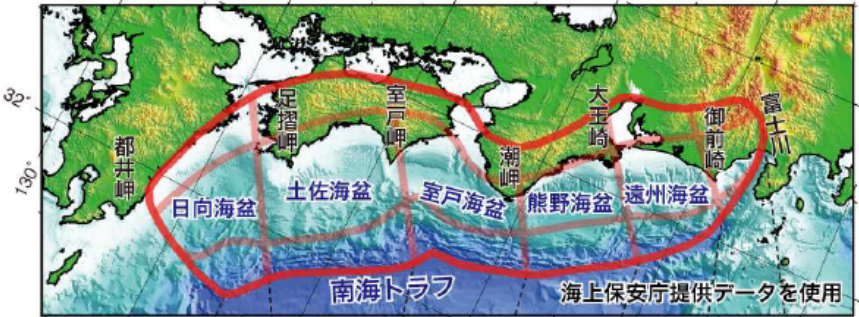 32°
130°
都井岬
足摺岬
室戸岬
潮岬
大王崎
御前崎
富士川
日向海盆
土佐海盆
室戸海盆
熊野海盆
遠州海盆
南海トラフ
海上保安庁提供データを使用